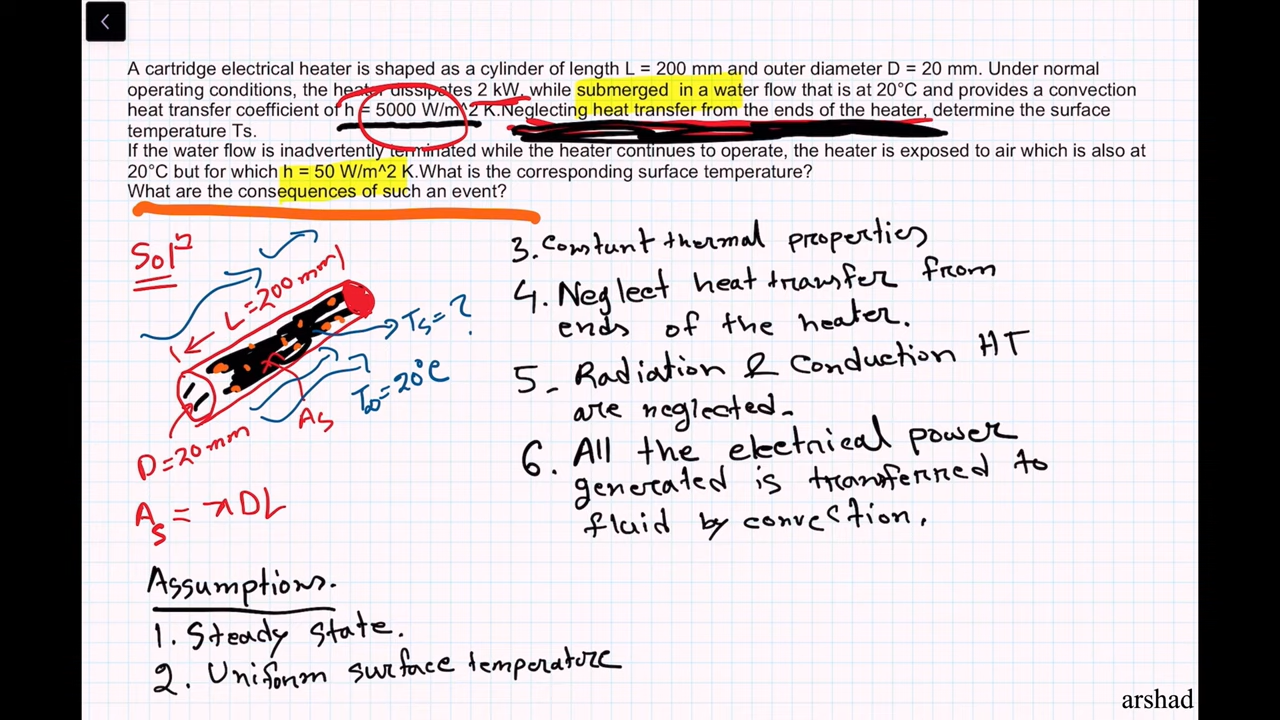 A cartridge electrical heater is shaped as a cylinder of length L = 200 mm and outer diameter D = 20 mm. Under normal
operating conditions, the heater dissipates 2 kW, while submerged in a water flow that is at 20°C and provides a convection
heat transfer coefficient of h = 5000 W/m^2 K.Neglecting heat transfer from the ends of the heater, determine the surface
temperature Ts.
If the water flow is inadvertently terminated while the heater continues to operate, the heater is exposed to air which is also at
20°C but for which h = 50 W/m^2 K.What is the corresponding surface temperature?
What are the consequences of such an event?
Solⁿ
L=200mm
Ts=?
T∞=20°C
As
D=20mm
As = πDL
Assumptions.
1. Steady state.
2. Uniform surface temperature
3. Constant thermal properties
4. Neglect heat transfer from
ends of the heater.
5. Radiation & Conduction HT
are neglected.
6. All the electrical power
generated is transferred to
fluid by convection.
arshad